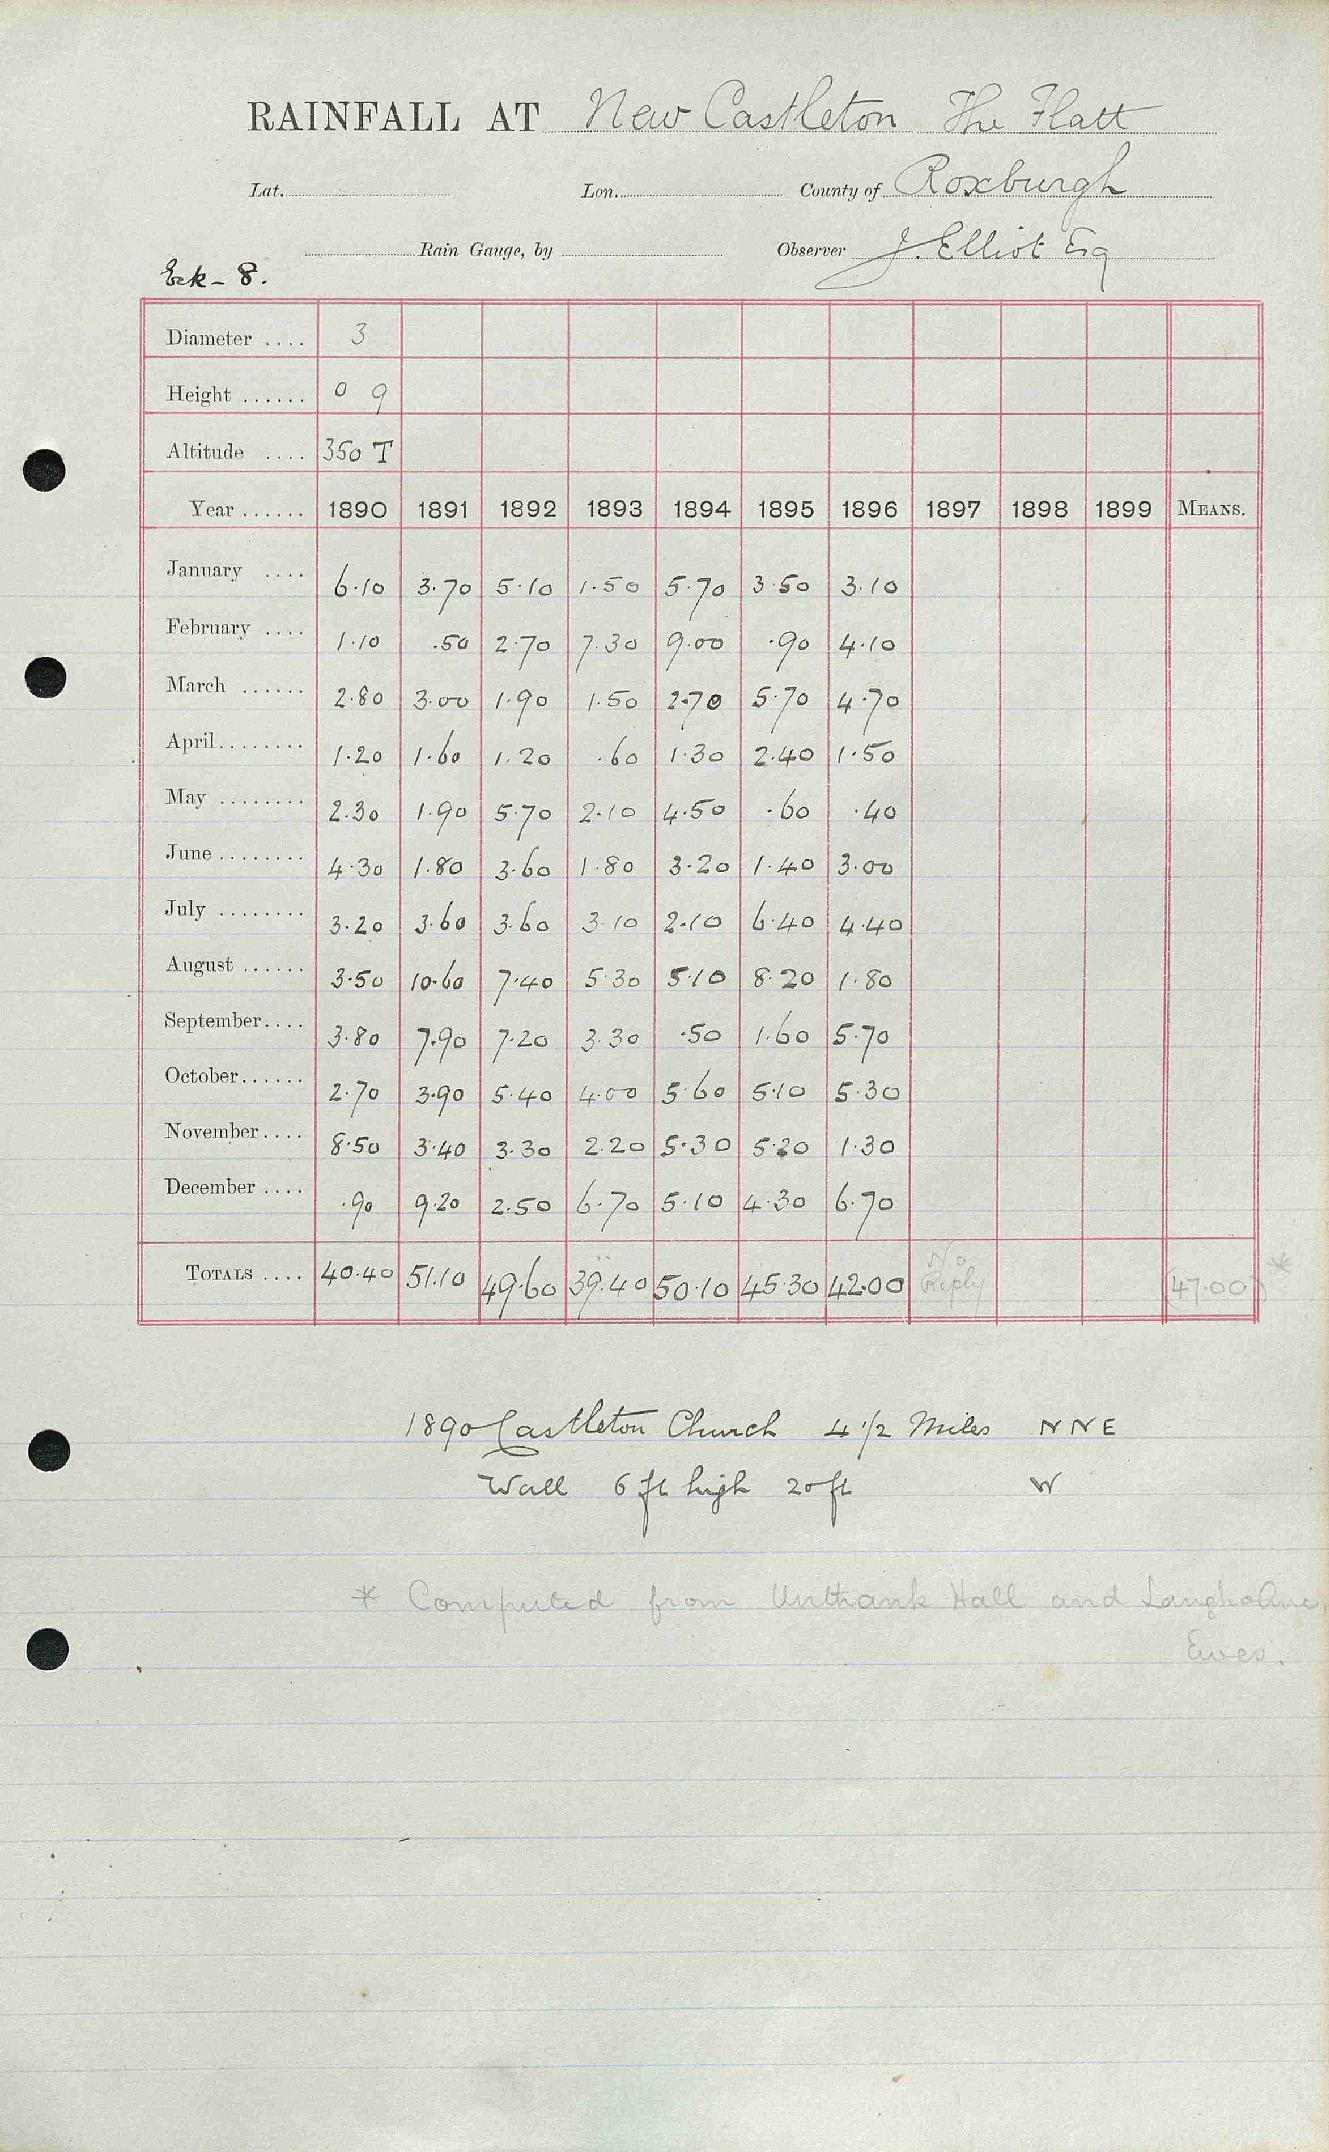 RAINFALL AT New Castleton The Flatt
Lat. Lon. County of Roxburgh
Rain Gauge, by Observer J. Elliot Esq
Esk - 8.
Diameter .... 3
Height ...... 0 9
Altitude .... 350 T
Year ...... 1890 1891 1892 1893 1894 1895 1896 1897 1898 1899 MEANS.
January .... 6.10 3.70 5.10 1.50 5.70 3.50 3.10
February .... 1.10 .50 2.70 7.30 9.00 .90 4.10
March ...... 2.80 3.00 1.90 1.50 2.70 5.70 4.70
April........ 1.20 1.60 1.20 .60 1.30 2.40 1.50
May ........ 2.30 1.90 5.70 2.10 4.50 .60 .40
June ........ 4.30 1.80 3.60 1.80 3.20 1.40 3.00
July ........ 3.20 3.60 3.60 3.10 2.10 6.40 4.40
August ...... 3.50 10.60 7.40 5.30 5.10 8.20 1.80
September.... 3.80 7.90 7.20 3.30 .50 1.60 5.70
October...... 2.70 3.90 5.40 4.00 5.60 5.10 5.30
November.... 8.50 3.40 3.30 2.20 5.30 5.20 1.30
December .... .90 9.20 2.50 6.70 5.10 4.30 6.70
TOTALS .... 40.40 51.10 49.60 39.40 50.10 45.30 42.00 No Reply (47.00) *
1890 Castleton Church 4 1/2 Miles NNE
Wall 6 ft high 20 ft W
* Computed from Unthank Hall and Langholm,
Ewes.